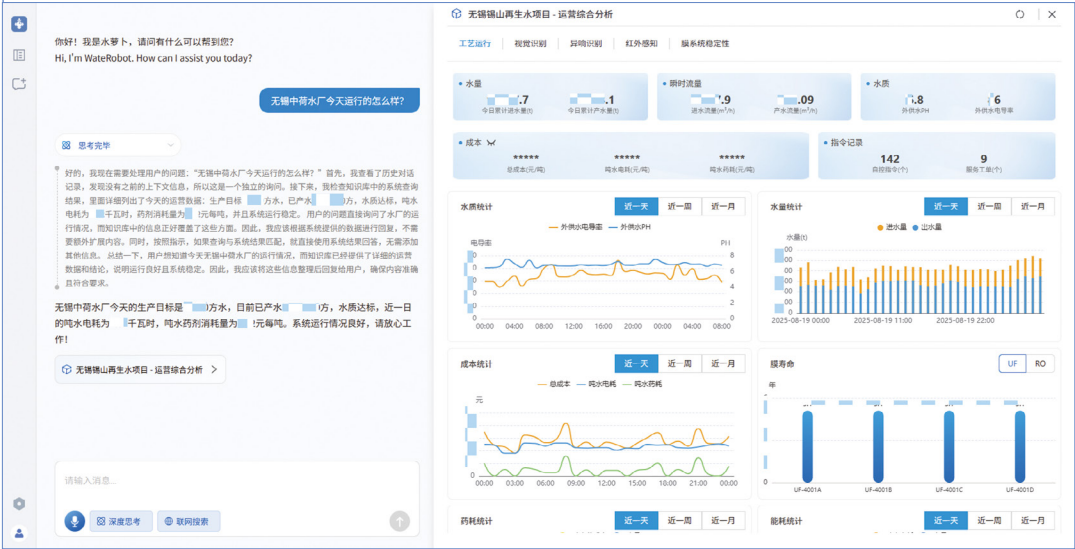 你好！我是水萝卜，请问有什么可以帮到您?
Hi, I'm WateRobot. How can I assist you today?
无锡中荷水厂今天运行的怎么样？
思考完毕
好的，我现在需要处理用户的问题："无锡中荷水厂今天运行的怎么样？" 首先，我查看了历史对话
记录，发现没有之前的上下文信息，所以这是一个独立的询问。接下来，我检查知识库中的系统查询
结果，里面详细列出了今天的运营数据：生产目标 方水，已产水 方，水质达标，吨水
电耗为 千瓦时，药剂消耗量为 元每吨，并且系统运行稳定。 用户的问题直接询问了水厂的运
行情况，而知识库中的信息正好覆盖了这些方面。因此，我应该根据系统提供的数据进行回复，不需
要额外扩展内容。同时，按照指示，如果查询与系统结果匹配，就直接使用系统结果回答，无需添加
其他信息。 总结一下，用户想知道今天无锡中荷水厂的运行情况，而知识库已经提供了详细的运营
数据和结论，说明运行良好且系统稳定。因此，我应该将这些信息整理后回复给用户，确保内容准确
且符合要求。
无锡中荷水厂今天的生产目标是 方水，目前已产水 方，水质达标，近一日
的吨水电耗为 千瓦时，吨水药剂消耗量为 元每吨。系统运行情况良好，请放心工
作！
无锡锡山再生水项目 - 运营综合分析
请输入消息...
深度思考 联网搜索
无锡锡山再生水项目 - 运营综合分析
工艺运行 视觉识别 异响识别 红外感知 膜系统稳定性
水量 瞬时流量 水质
.7 .1 .9 .09 .8 6
今日累计进水量(t) 今日累计产水量(t) 进水流量(m³/h) 产水流量(m³/h) 外供水PH 外供水电导率
成本 指令记录
***** ***** ***** 142 9
总成本(元/吨) 吨水电耗(元/吨) 吨水药耗(元/吨) 自控指令(个) 服务工单(个)
水质统计 近一天 近一周 近一月
外供水电导率 外供水PH
电导率 PH
8
6
4
2
0 0
00:00 04:00 08:00 12:00 16:00 20:00 00:00 04:00 08:00
水量统计 近一天 近一周 近一月
进水量 出水量
水量(t)
0
2025-08-19 00:00 2025-08-19 11:00 2025-08-19 22:00
成本统计 近一天 近一周 近一月
总成本 吨水电耗 吨水药耗
元
0
00:00 03:00 06:00 09:00 12:00 15:00 18:00 21:00 00:00
膜寿命 UF RO
年
0
UF-4001A UF-4001B UF-4001C UF-4001D
药耗统计 近一天 近一周 近一月
能耗统计 近一天 近一周 近一月